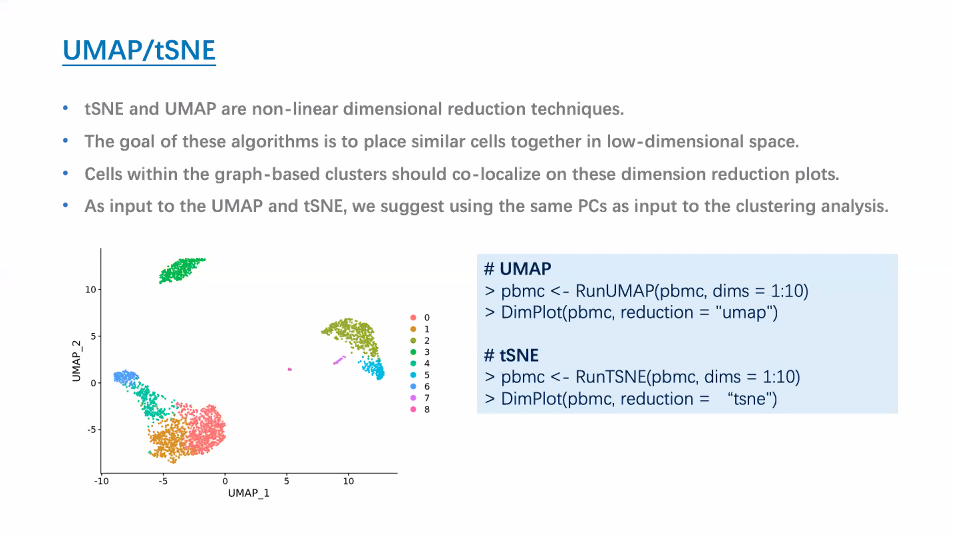 UMAP/tSNE
• tSNE and UMAP are non-linear dimensional reduction techniques.
• The goal of these algorithms is to place similar cells together in low-dimensional space.
• Cells within the graph-based clusters should co-localize on these dimension reduction plots.
• As input to the UMAP and tSNE, we suggest using the same PCs as input to the clustering analysis.
UMAP_2
10
5
0
-5
-10
-5
0
5
10
UMAP_1
0
1
2
3
4
5
6
7
8
# UMAP
> pbmc <- RunUMAP(pbmc, dims = 1:10)
> DimPlot(pbmc, reduction = "umap")
# tSNE
> pbmc <- RunTSNE(pbmc, dims = 1:10)
> DimPlot(pbmc, reduction = “tsne")